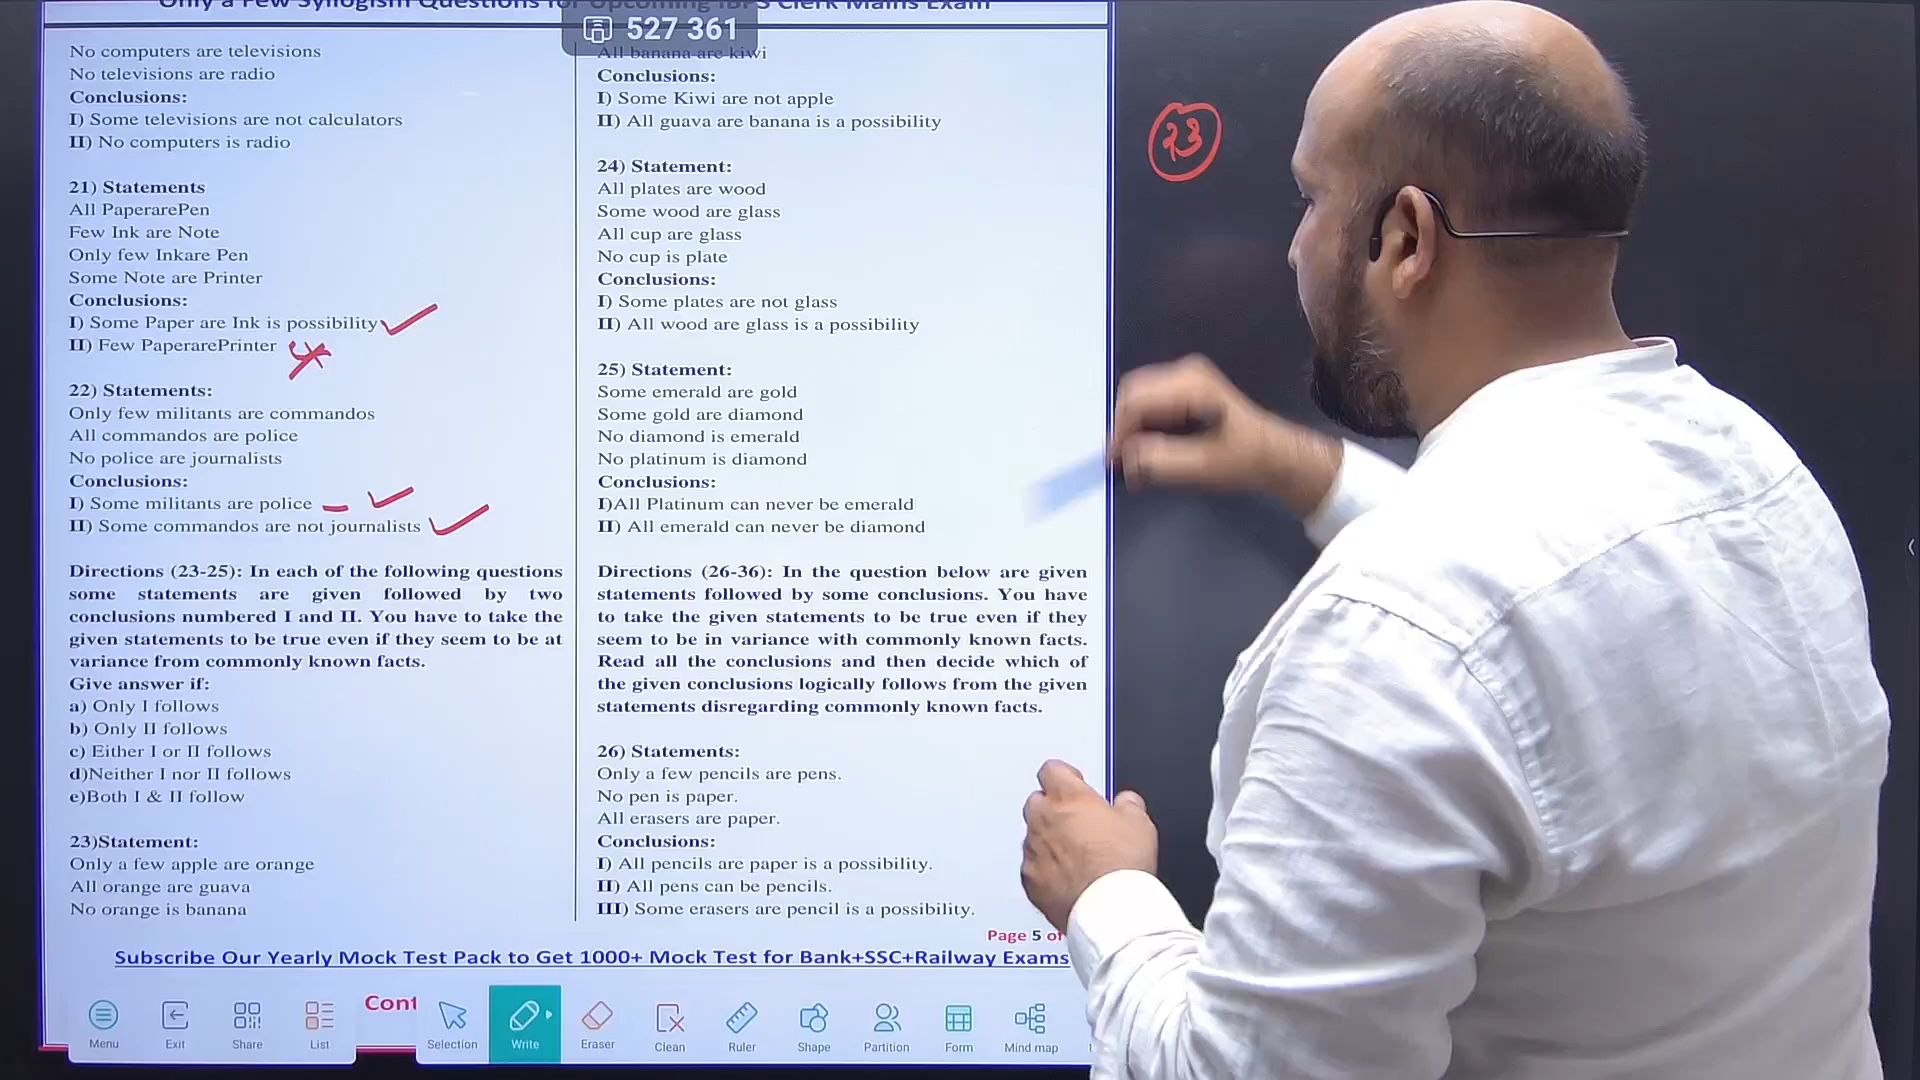 Only a Few Syllogism Questions for Upcoming IBPS Clerk Mains Exam
527 361
No computers are televisions
No televisions are radio
Conclusions:
I) Some televisions are not calculators
II) No computers is radio
21) Statements
All PaperarePen
Few Ink are Note
Only few Inkare Pen
Some Note are Printer
Conclusions:
I) Some Paper are Ink is possibility
II) Few PaperarePrinter
22) Statements:
Only few militants are commandos
All commandos are police
No police are journalists
Conclusions:
I) Some militants are police
II) Some commandos are not journalists
Directions (23-25): In each of the following questions
some statements are given followed by two
conclusions numbered I and II. You have to take the
given statements to be true even if they seem to be at
variance from commonly known facts.
Give answer if:
a) Only I follows
b) Only II follows
c) Either I or II follows
d)Neither I nor II follows
e)Both I & II follow
23)Statement:
Only a few apple are orange
All orange are guava
No orange is banana
All banana are kiwi
Conclusions:
I) Some Kiwi are not apple
II) All guava are banana is a possibility
24) Statement:
All plates are wood
Some wood are glass
All cup are glass
No cup is plate
Conclusions:
I) Some plates are not glass
II) All wood are glass is a possibility
25) Statement:
Some emerald are gold
Some gold are diamond
No diamond is emerald
No platinum is diamond
Conclusions:
I)All Platinum can never be emerald
II) All emerald can never be diamond
Directions (26-36): In the question below are given
statements followed by some conclusions. You have
to take the given statements to be true even if they
seem to be in variance with commonly known facts.
Read all the conclusions and then decide which of
the given conclusions logically follows from the given
statements disregarding commonly known facts.
26) Statements:
Only a few pencils are pens.
No pen is paper.
All erasers are paper.
Conclusions:
I) All pencils are paper is a possibility.
II) All pens can be pencils.
III) Some erasers are pencil is a possibility.
Page 5 of
Subscribe Our Yearly Mock Test Pack to Get 1000+ Mock Test for Bank+SSC+Railway Exams
Cont
Menu
Exit
Share
List
Selection
Write
Eraser
Clean
Ruler
Shape
Partition
Form
Mind map
23